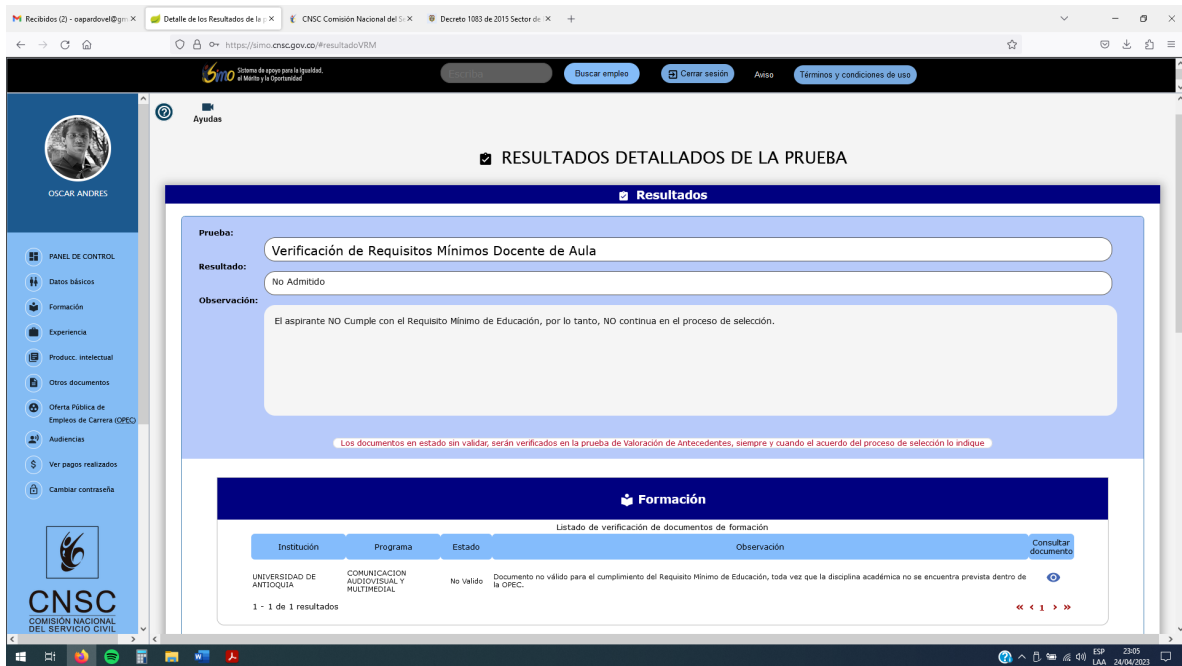 Recibidos (2) - oapardovel@gm
Detalle de los Resultados de la p
CNSC Comisión Nacional del Se
Decreto 1083 de 2015 Sector de
https://simo.cnsc.gov.co/#resultadoVRM
Simo
Sistema de apoyo para la Igualdad,
el Mérito y la Oportunidad
Escriba
Buscar empleo
Cerrar sesión
Aviso
Términos y condiciones de uso
Ayudas
OSCAR ANDRES
RESULTADOS DETALLADOS DE LA PRUEBA
Resultados
Prueba:
Verificación de Requisitos Mínimos Docente de Aula
Resultado:
No Admitido
Observación:
El aspirante NO Cumple con el Requisito Mínimo de Educación, por lo tanto, NO continua en el proceso de selección.
Los documentos en estado sin validar, serán verificados en la prueba de Valoración de Antecedentes, siempre y cuando el acuerdo del proceso de selección lo indique
PANEL DE CONTROL
Datos básicos
Formación
Experiencia
Producc. intelectual
Otros documentos
Oferta Pública de
Empleos de Carrera (OPEC)
Audiencias
Ver pagos realizados
Cambiar contraseña
CNSC
COMISIÓN NACIONAL
DEL SERVICIO CIVIL
Formación
Listado de verificación de documentos de formación
Institución Programa Estado Observación Consultar
documento
UNIVERSIDAD DE
ANTIOQUIA
COMUNICACION
AUDIOVISUAL Y
MULTIMEDIAL
No Valido
Documento no válido para el cumplimiento del Requisito Mínimo de Educación, toda vez que la disciplina académica no se encuentra prevista dentro de
la OPEC.
1 - 1 de 1 resultados
« ‹ 1 › »
ESP 23:05
LAA 24/04/2023